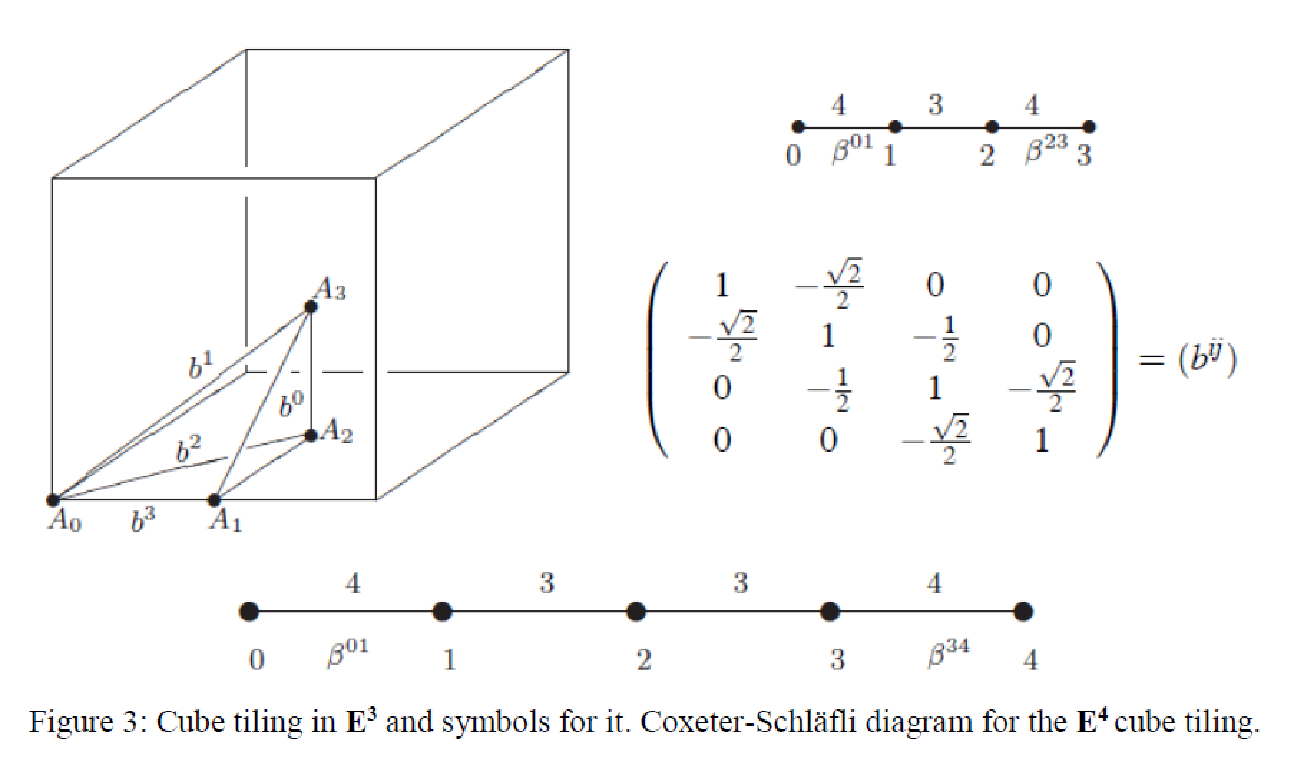 4 3 4
0 β⁰¹ 1 2 β²³ 3
A₃
b¹
b⁰
A₂
b²
A₀ b³ A₁
1 −√2/2 0 0
−√2/2 1 −1/2 0
0 −1/2 1 −√2/2
0 0 −√2/2 1
= (bⁱʲ)
4 3 3 4
0 β⁰¹ 1 2 3 β³⁴ 4
Figure 3: Cube tiling in E³ and symbols for it. Coxeter-Schläfli diagram for the E⁴ cube tiling.